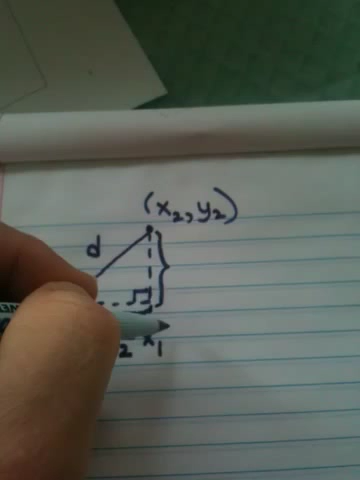 (x₂, y₂)
d
₂ x₁